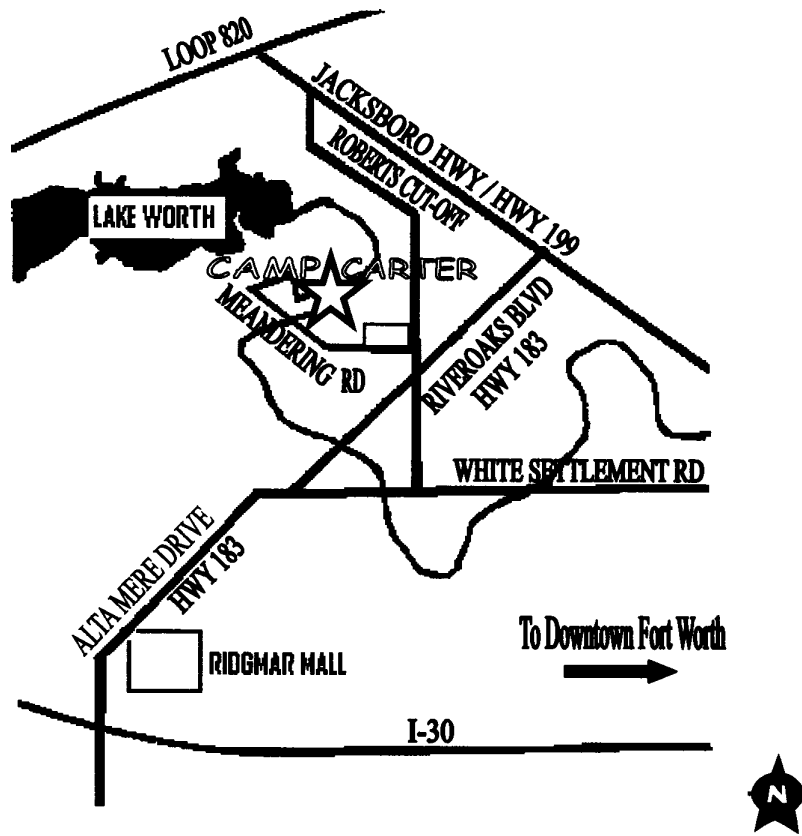 LOOP 820
JACKSBORO HWY / HWY 199
ROBERTS CUT-OFF
LAKE WORTH
CAMP CARTER
MEANDERING RD
RIVEROAKS BLVD
HWY 183
WHITE SETTLEMENT RD
ALTA MERE DRIVE
HWY 183
To Downtown Fort Worth
RIDGMAR MALL
I-30
N